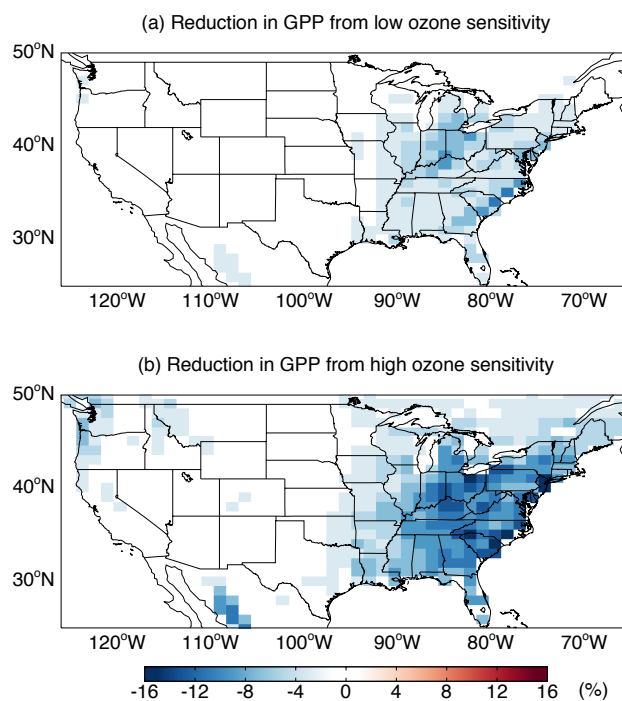 (a) Reduction in GPP from low ozone sensitivity
50°N
40°N
30°N
120°W 110°W 100°W 90°W 80°W 70°W
(b) Reduction in GPP from high ozone sensitivity
50°N
40°N
30°N
120°W 110°W 100°W 90°W 80°W 70°W
-16 -12 -8 -4 0 4 8 12 16 (%)